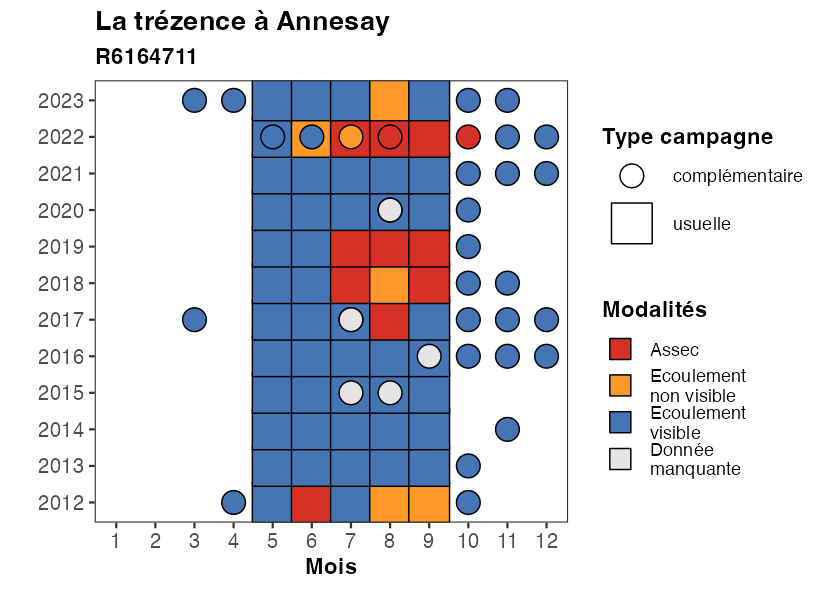 La trézence à Annesay
R6164711
2023
2022
2021
2020
2019
2018
2017
2016
2015
2014
2013
2012
1 2 3 4 5 6 7 8 9 10 11 12
Mois
Type campagne
complémentaire
usuelle
Modalités
Assec
Ecoulement
non visible
Ecoulement
visible
Donnée
manquante